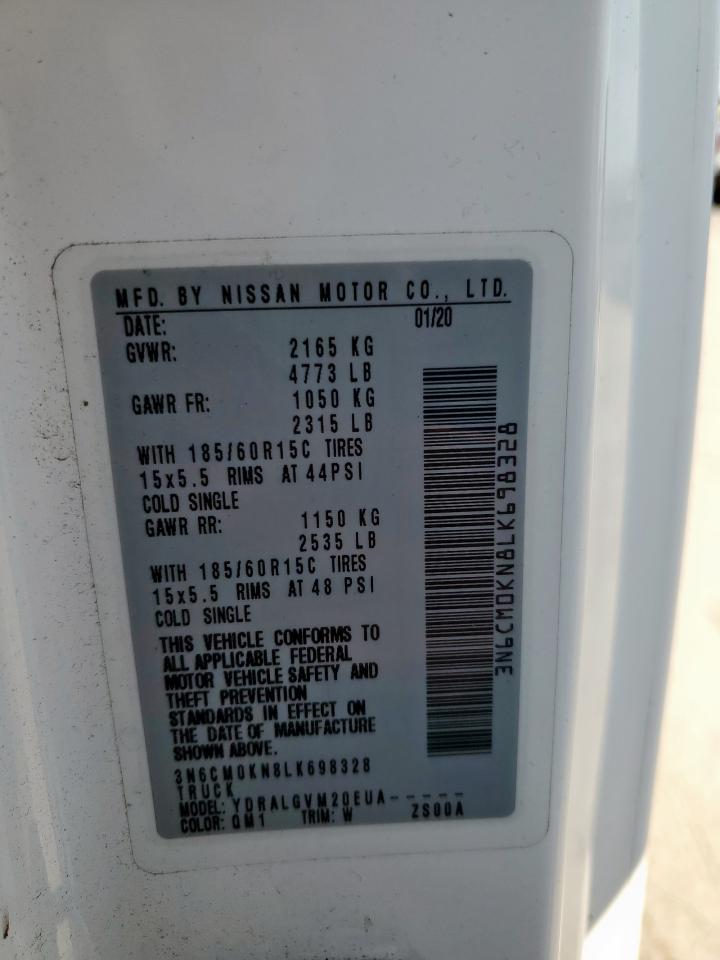 MFD. BY NISSAN MOTOR CO., LTD.
DATE: 01/20
GVWR: 2165 KG
4773 LB
GAWR FR: 1050 KG
2315 LB
WITH 185/60R15C TIRES
15x5.5 RIMS AT 44PSI
COLD SINGLE
GAWR RR: 1150 KG
2535 LB
WITH 185/60R15C TIRES
15x5.5 RIMS AT 48 PSI
COLD SINGLE
THIS VEHICLE CONFORMS TO
ALL APPLICABLE FEDERAL
MOTOR VEHICLE SAFETY AND
THEFT PREVENTION
STANDARDS IN EFFECT ON
THE DATE OF MANUFACTURE
SHOWN ABOVE.
3N6CM0KN8LK698328
TRUCK
MODEL: YDRALGVM20EUA-----
COLOR: QM1 TRIM: W ZS00A
3N6CM0KN8LK698328